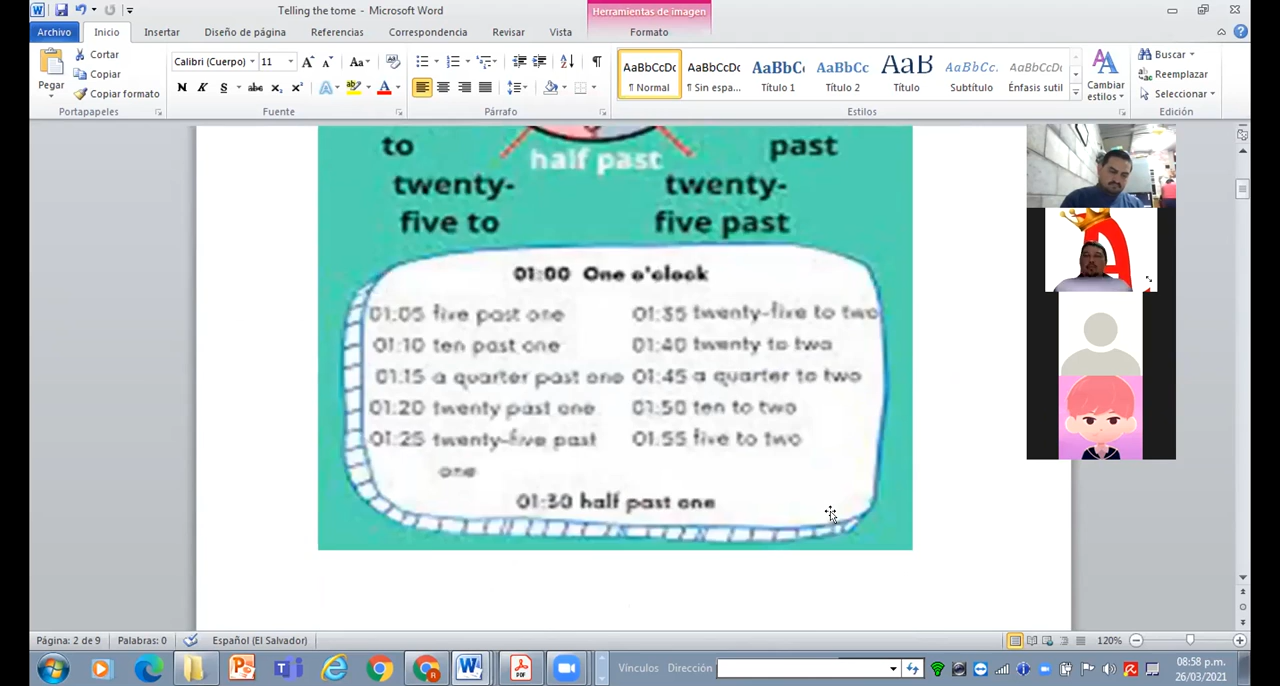 Telling the tome - Microsoft Word
Herramientas de imagen
Archivo Inicio Insertar Diseño de página Referencias Correspondencia Revisar Vista Formato
Pegar
Cortar
Copiar
Copiar formato
Portapapeles
Calibri (Cuerpo) 11
N K S abc x₂ x²
Fuente
Párrafo
AaBbCcDc AaBbCcDc AaBbC AaBbCc AaB AaBbCc. AaBbCcDc
¶ Normal ¶ Sin espa... Título 1 Título 2 Título Subtítulo Énfasis sutil
Estilos
Cambiar estilos
Buscar
Reemplazar
Seleccionar
Edición
to half past past
twenty- twenty-
five to five past
01:00 One o'clock
01:05 five past one 01:35 twenty-five to two
01:10 ten past one 01:40 twenty to two
01:15 a quarter past one 01:45 a quarter to two
01:20 twenty past one 01:50 ten to two
01:25 twenty-five past 01:55 five to two
one
01:30 half past one
Página: 2 de 9 Palabras: 0 Español (El Salvador) 120%
Vínculos Dirección 08:58 p.m.
26/03/2021